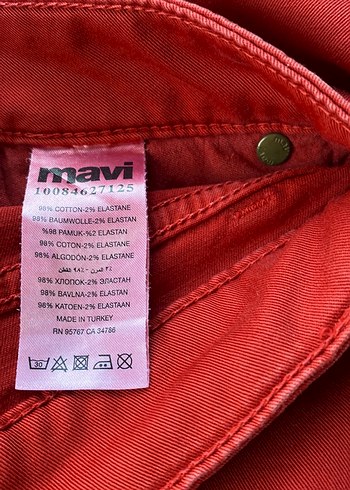 mavi
10084627125
98% COTTON-2% ELASTANE
98% BAUMWOLLE-2% ELASTANE
%98 PAMUK-%2 ELASTAN
98% COTON-2% ELASTANE
98% ALGODÓN-2% ELASTANE
98% ХЛОПОК-2% ЭЛАСТАН
98% BAVLNA-2% ELASTAN
98% KATOEN-2% ELASTAAN
MADE IN TURKEY
RN 95767 CA 34786
30